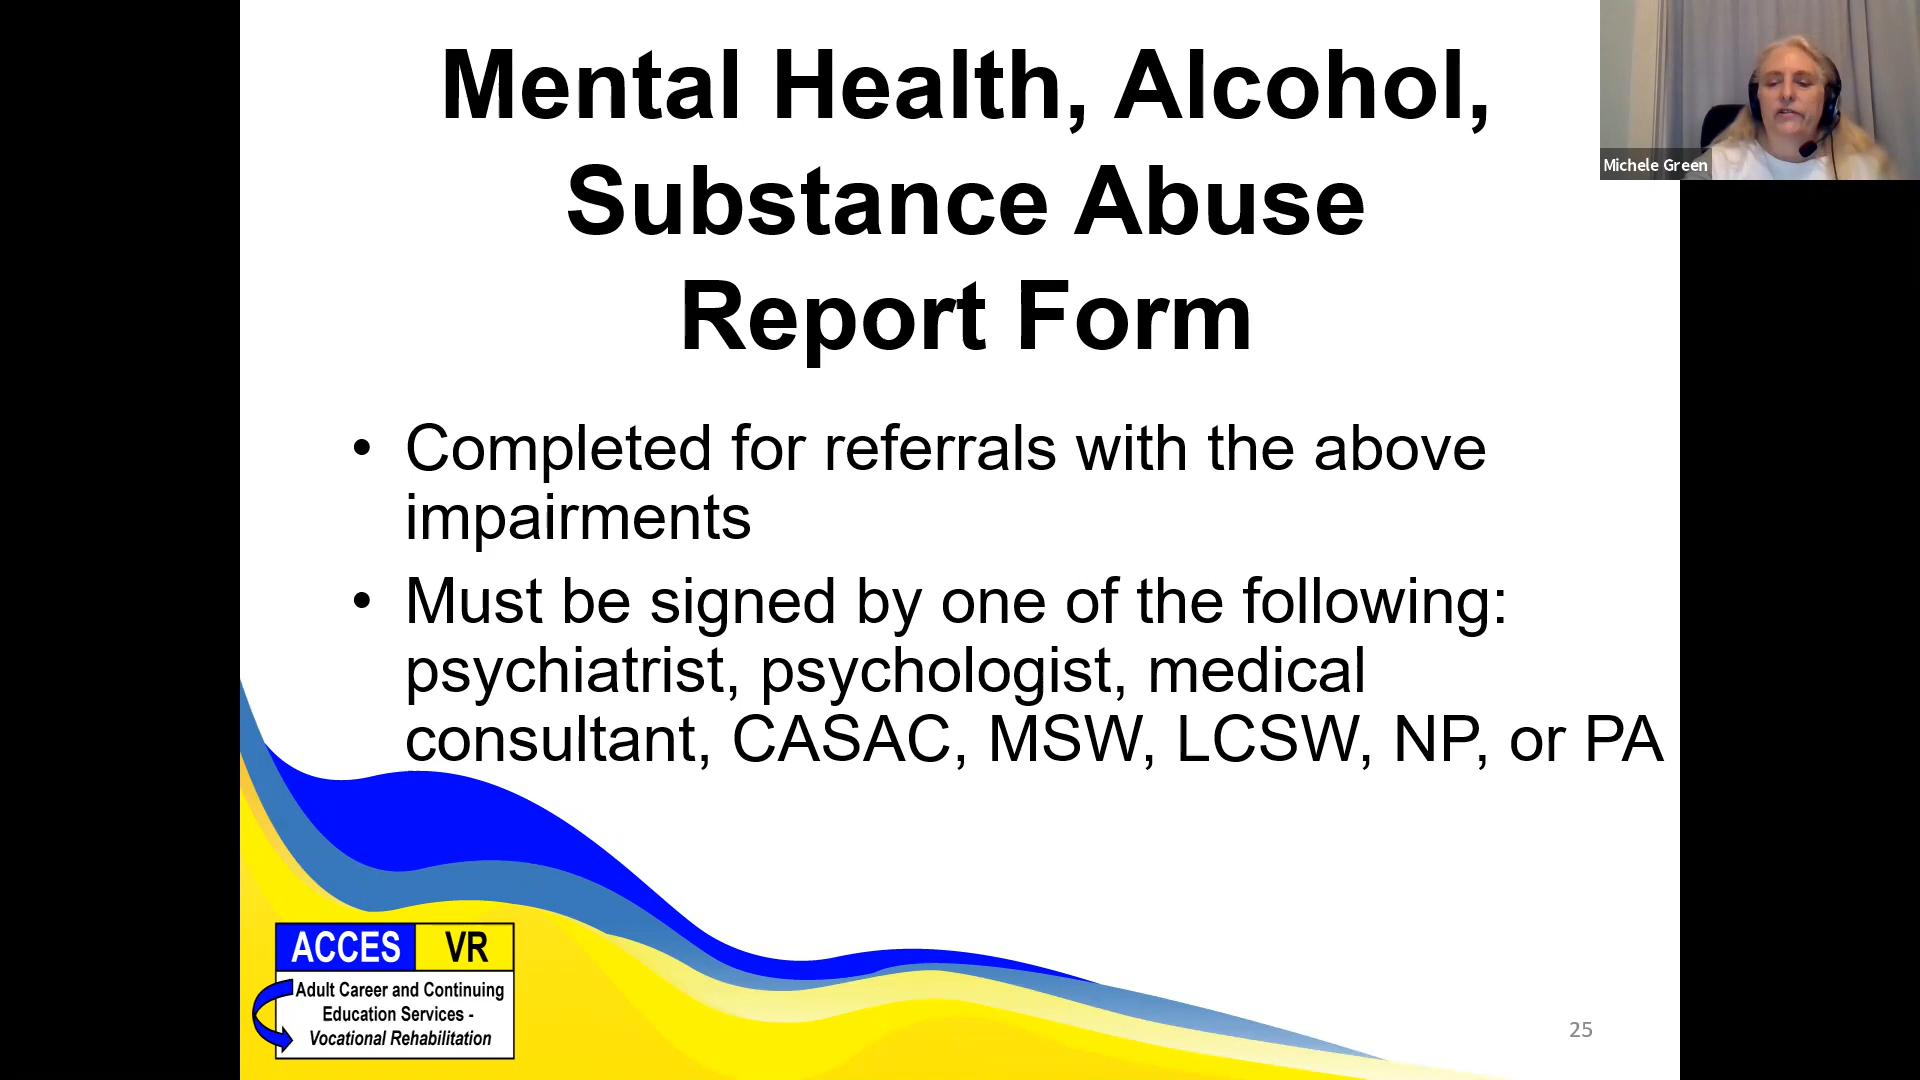 Mental Health, Alcohol,
Substance Abuse
Report Form
Michele Green
• Completed for referrals with the above
impairments
• Must be signed by one of the following:
psychiatrist, psychologist, medical
consultant, CASAC, MSW, LCSW, NP, or PA
ACCES VR
Adult Career and Continuing
Education Services -
Vocational Rehabilitation
25